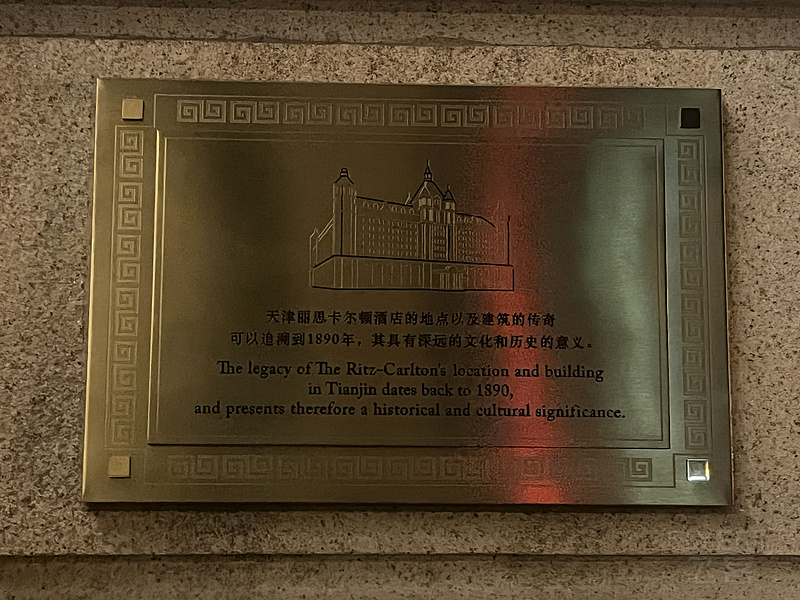 天津丽思卡尔顿酒店的地点以及建筑的传奇
可以追溯到1890年，其具有深远的文化和历史的意义。
The legacy of The Ritz-Carlton's location and building
in Tianjin dates back to 1890,
and presents therefore a historical and cultural significance.